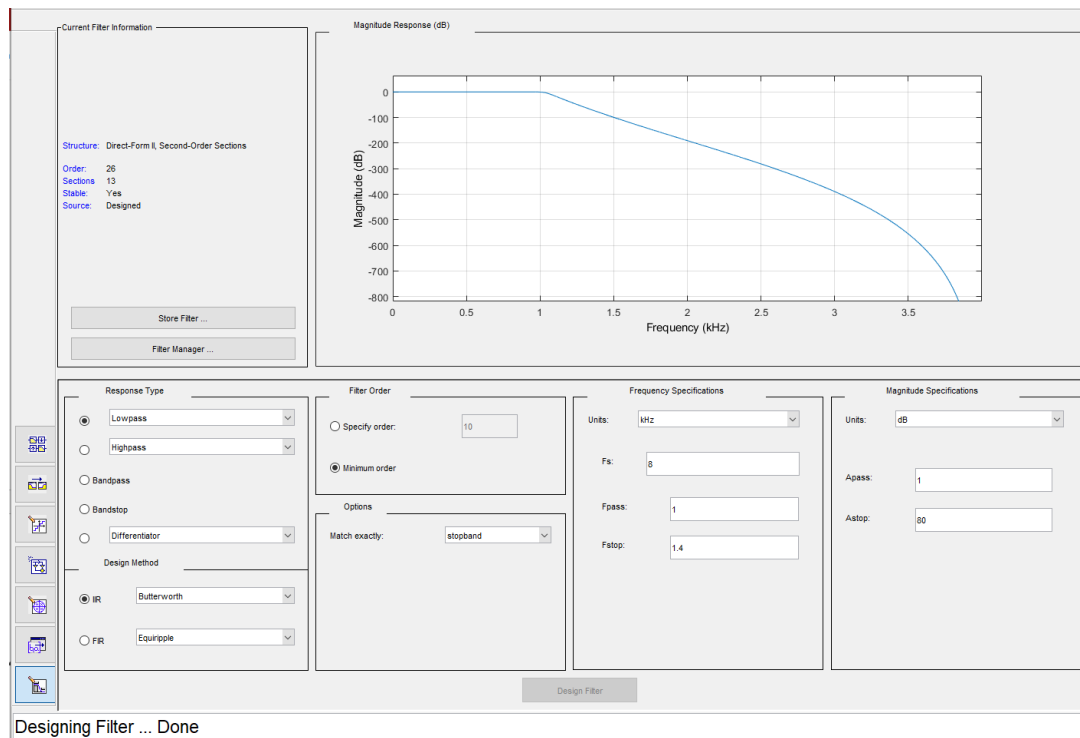 Current Filter Information
Structure: Direct-Form II, Second-Order Sections
Order: 26
Sections 13
Stable: Yes
Source: Designed
Store Filter ...
Filter Manager ...
Magnitude Response (dB)
Magnitude (dB)
0
-100
-200
-300
-400
-500
-600
-700
-800
0 0.5 1 1.5 2 2.5 3 3.5
Frequency (kHz)
Response Type
Lowpass
Highpass
Bandpass
Bandstop
Differentiator
Design Method
IIR Butterworth
FIR Equiripple
Filter Order
Specify order: 10
Minimum order
Options
Match exactly: stopband
Frequency Specifications
Units: kHz
Fs: 8
Fpass: 1
Fstop: 1.4
Magnitude Specifications
Units: dB
Apass: 1
Astop: 80
Design Filter
Designing Filter ... Done